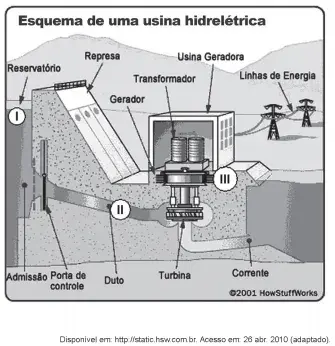 Esquema de uma usina hidrelétrica
Represa
Usina Geradora
Reservatório
Transformador
Linhas de Energia
Gerador
I
III
II
Admissão
Porta de
controle
Duto
Turbina
Corrente
©2001 HowStuffWorks
Disponível em: http://static.hsw.com.br. Acesso em: 26 abr. 2010 (adaptado).